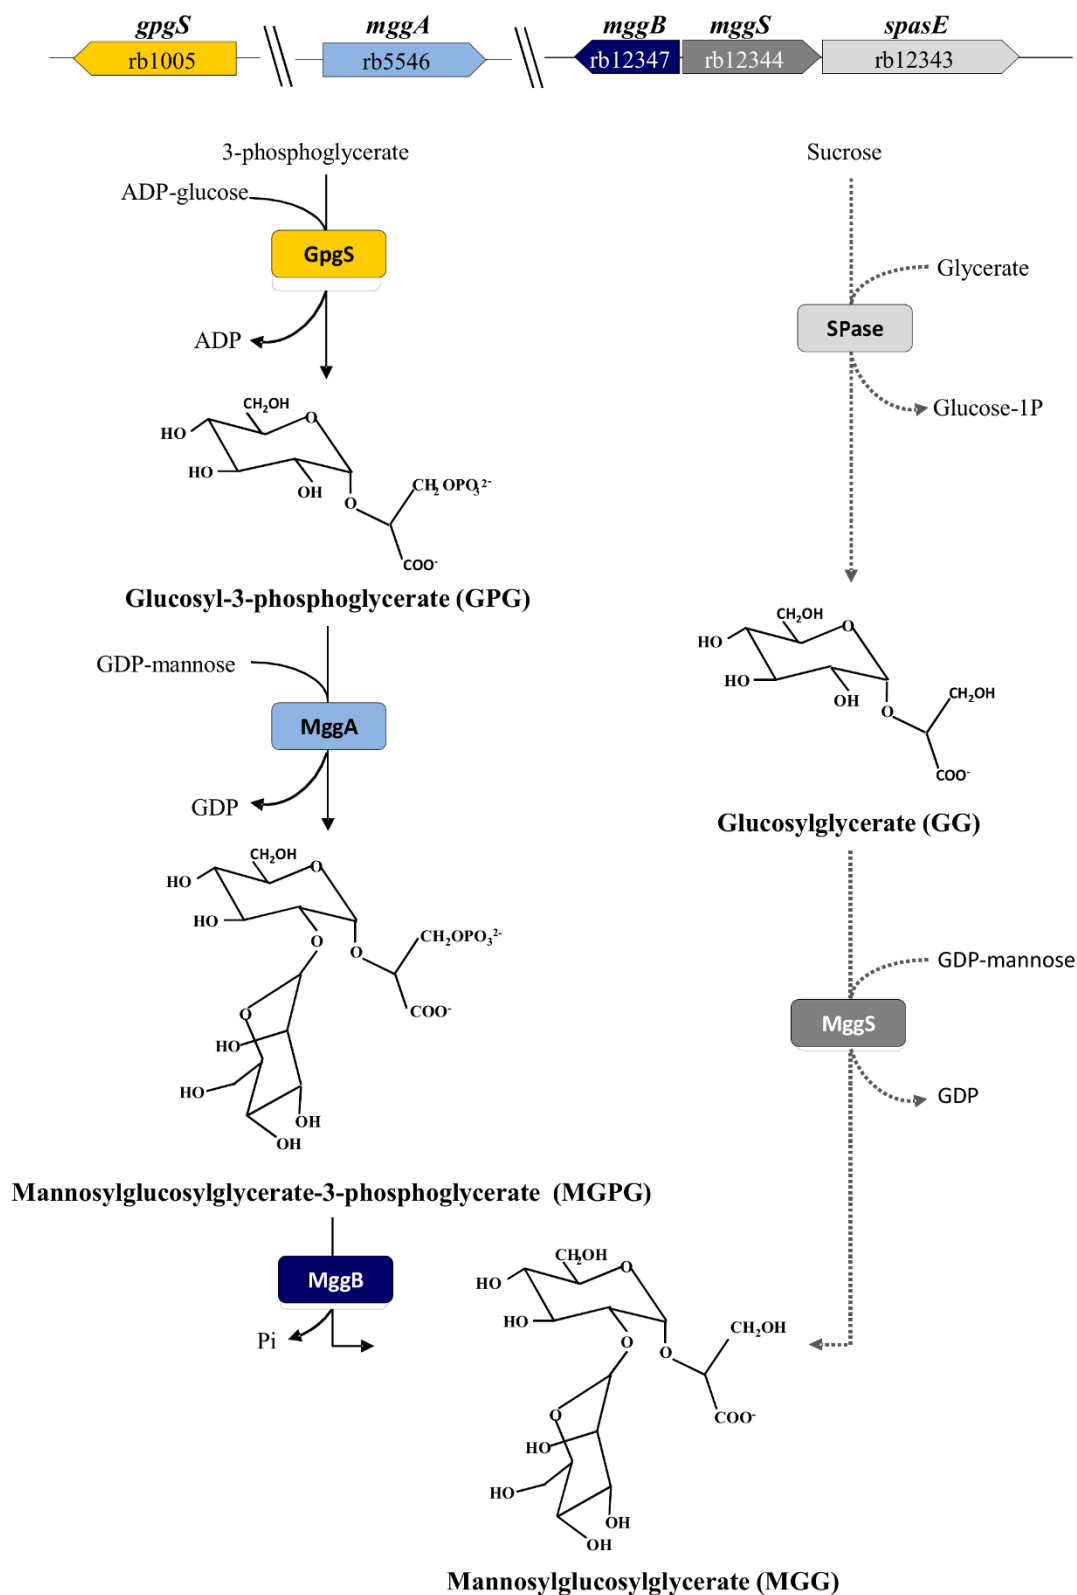 gpgS mggA mggB mggS spasE
rb1005 rb5546 rb12347 rb12344 rb12343
3-phosphoglycerate
ADP-glucose
GpgS
ADP
CH2OH
O
HO
HO
OH
O
CH2 OPO3 2-
COO-
Glucosyl-3-phosphoglycerate (GPG)
GDP-mannose
MggA
GDP
CH2OH
O
HO
HO
O
O
CH2OPO3 2-
COO-
O
HO
HO
OH
OH
Mannosylglucosylglycerate-3-phosphoglycerate (MGPG)
MggB
Pi
Sucrose
Glycerate
SPase
Glucose-1P
CH2OH
O
HO
HO
OH
O
CH2OH
COO-
Glucosylglycerate (GG)
GDP-mannose
MggS
GDP
CH2OH
O
HO
HO
O
O
CH2OH
COO-
O
HO
HO
OH
OH
Mannosylglucosylglycerate (MGG)